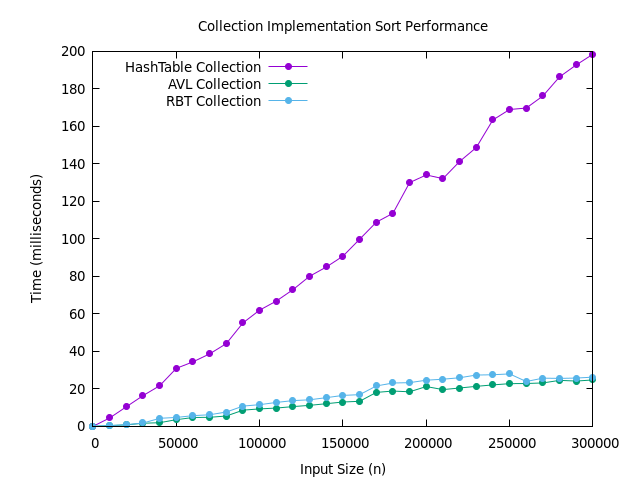 Collection Implementation Sort Performance
HashTable Collection
AVL Collection
RBT Collection
200
180
160
140
120
100
80
60
40
20
0
Time (milliseconds)
0 50000 100000 150000 200000 250000 300000
Input Size (n)